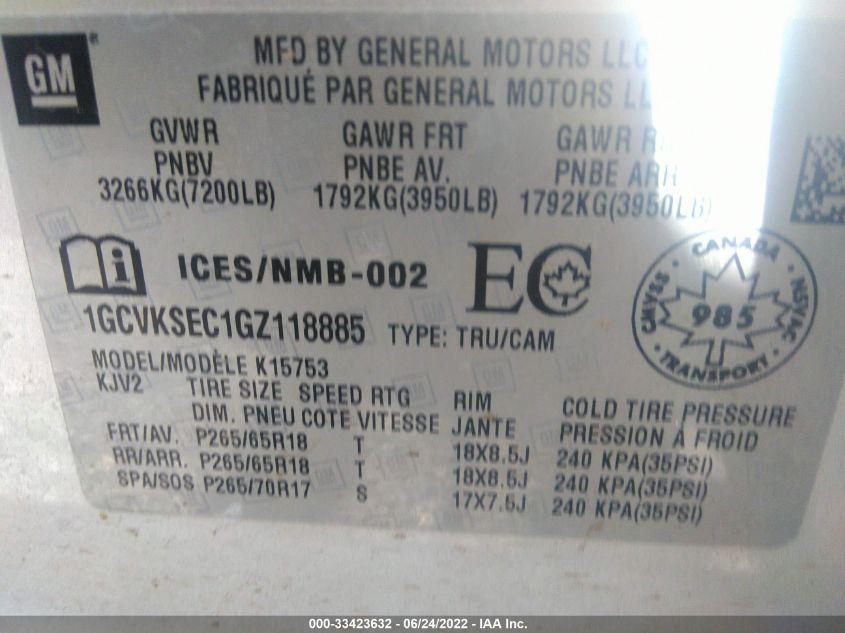 GM
MFD BY GENERAL MOTORS LLC
FABRIQUÉ PAR GENERAL MOTORS
GVWR GAWR FRT GAWR
PNBV PNBE AV. PNBE ARR
3266KG(7200LB) 1792KG(3950LB) 1792KG(3950LB)
ICES/NMB-002 EC
CANADA
CMVSS 985 NSVAC
TRANSPORT
1GCVKSEC1GZ118885 TYPE: TRU/CAM
MODEL/MODÈLE K15753
KJV2 TIRE SIZE SPEED RTG RIM COLD TIRE PRESSURE
DIM. PNEU COTE VITESSE JANTE PRESSION À FROID
FRT/AV. P265/65R18 T 18X8.5J 240 KPA(35PSI)
RR/ARR. P265/65R18 T 18X8.5J 240 KPA(35PSI)
SPA/SOS P265/70R17 S 17X7.5J 240 KPA(35PSI)
000-33423632 - 06/24/2022 - IAA Inc.